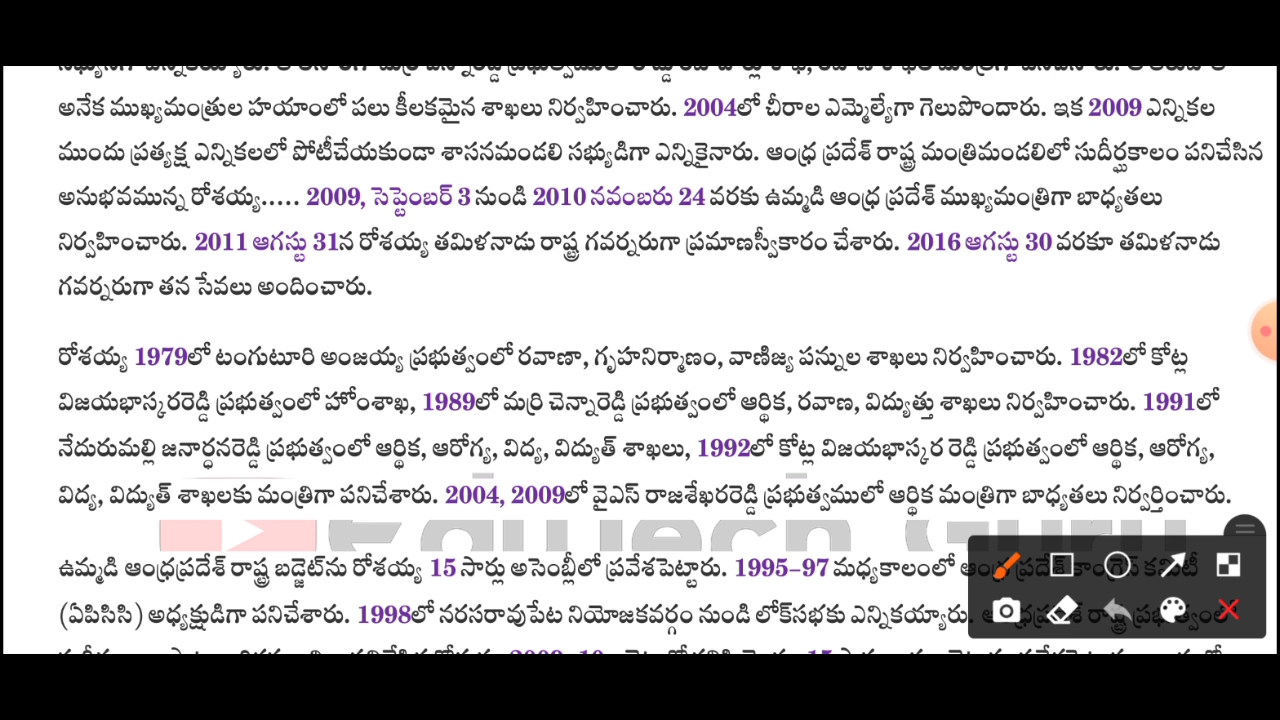 అనేక ముఖ్యమంత్రుల హయాంలో పలు కీలకమైన శాఖలు నిర్వహించారు. 2004లో చీరాల ఎమ్మెల్యేగా గెలుపొందారు. ఇక 2009 ఎన్నికల
ముందు ప్రత్యక్ష ఎన్నికలలో పోటీచేయకుండా శాసనమండలి సభ్యుడిగా ఎన్నికైనారు. ఆంధ్ర ప్రదేశ్ రాష్ట్ర మంత్రిమండలిలో సుదీర్ఘకాలం పనిచేసిన
అనుభవమున్న రోశయ్య..... 2009, సెప్టెంబర్ 3 నుండి 2010 నవంబరు 24 వరకు ఉమ్మడి ఆంధ్ర ప్రదేశ్ ముఖ్యమంత్రిగా బాధ్యతలు
నిర్వహించారు. 2011 ఆగస్టు 31న రోశయ్య తమిళనాడు రాష్ట్ర గవర్నరుగా ప్రమాణస్వీకారం చేశారు. 2016 ఆగస్టు 30 వరకూ తమిళనాడు
గవర్నరుగా తన సేవలు అందించారు.
రోశయ్య 1979లో టంగుటూరి అంజయ్య ప్రభుత్వంలో రవాణా, గృహనిర్మాణం, వాణిజ్య పన్నుల శాఖలు నిర్వహించారు. 1982లో కోట్ల
విజయభాస్కరరెడ్డి ప్రభుత్వంలో హోంశాఖ, 1989లో మర్రి చెన్నారెడ్డి ప్రభుత్వంలో ఆర్థిక, రవాణ, విద్యుత్తు శాఖలు నిర్వహించారు. 1991లో
నేదురుమల్లి జనార్ధనరెడ్డి ప్రభుత్వంలో ఆర్థిక, ఆరోగ్య, విద్య, విద్యుత్ శాఖలు, 1992లో కోట్ల విజయభాస్కర రెడ్డి ప్రభుత్వంలో ఆర్థిక, ఆరోగ్య,
విద్య, విద్యుత్ శాఖలకు మంత్రిగా పనిచేశారు. 2004, 2009లో వైఎస్ రాజశేఖరరెడ్డి ప్రభుత్వములో ఆర్థిక మంత్రిగా బాధ్యతలు నిర్వర్తించారు.
ఉమ్మడి ఆంధ్రప్రదేశ్ రాష్ట్ర బడ్జెట్‌ను రోశయ్య 15 సార్లు అసెంబ్లీలో ప్రవేశపెట్టారు. 1995-97 మధ్యకాలంలో ఆంధ్ర ప్రదేశ్ కాంగ్రెస్ కమిటీ
(ఏపిసిసి) అధ్యక్షుడిగా పనిచేశారు. 1998లో నరసరావుపేట నియోజకవర్గం నుండి లోక్‌సభకు ఎన్నికయ్యారు.